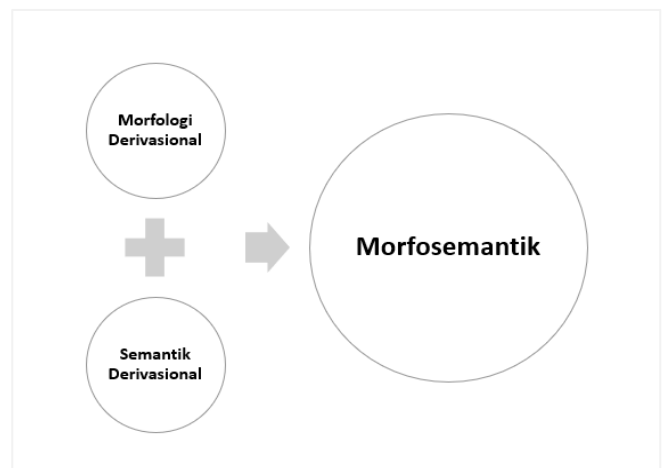 Morfologi
Derivasional
Morfosemantik
Semantik
Derivasional